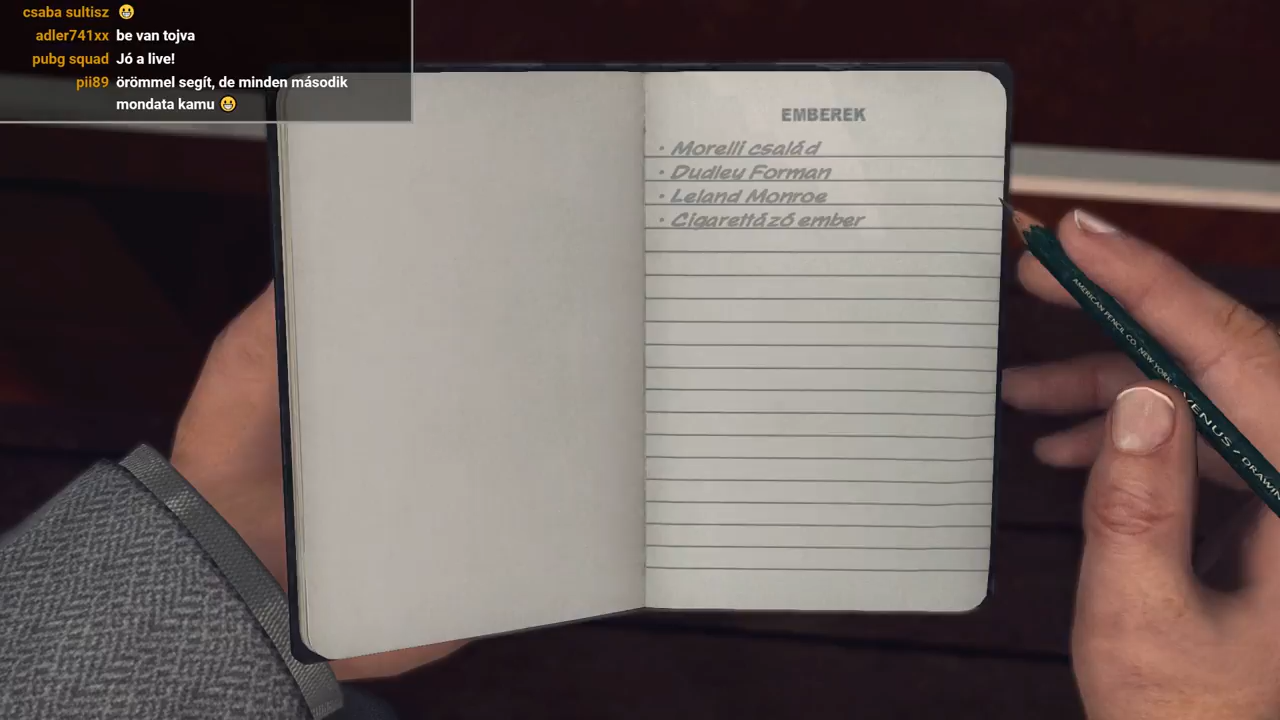 csaba sultisz 😀
adler741xx be van tojva
pubg squad Jó a live!
pii89 örömmel segít, de minden második
mondata kamu 😀
EMBEREK
• Morelli család
• Dudley Forman
• Leland Monroe
• Cigarettázó ember
AMERICAN PENCIL CO. NEW YORK
VENUS / DRAWIN